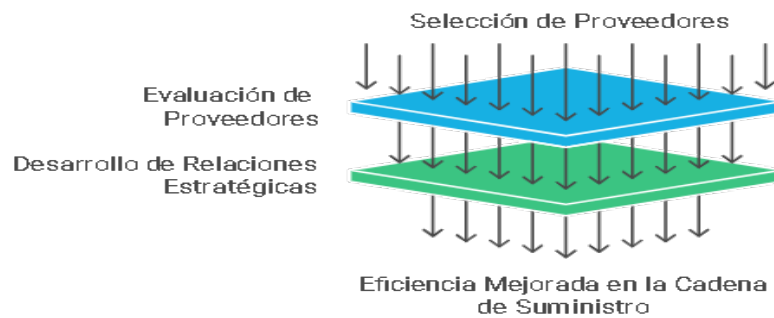 Selección de Proveedores
Evaluación de
Proveedores
Desarrollo de Relaciones
Estratégicas
Eficiencia Mejorada en la Cadena
de Suministro